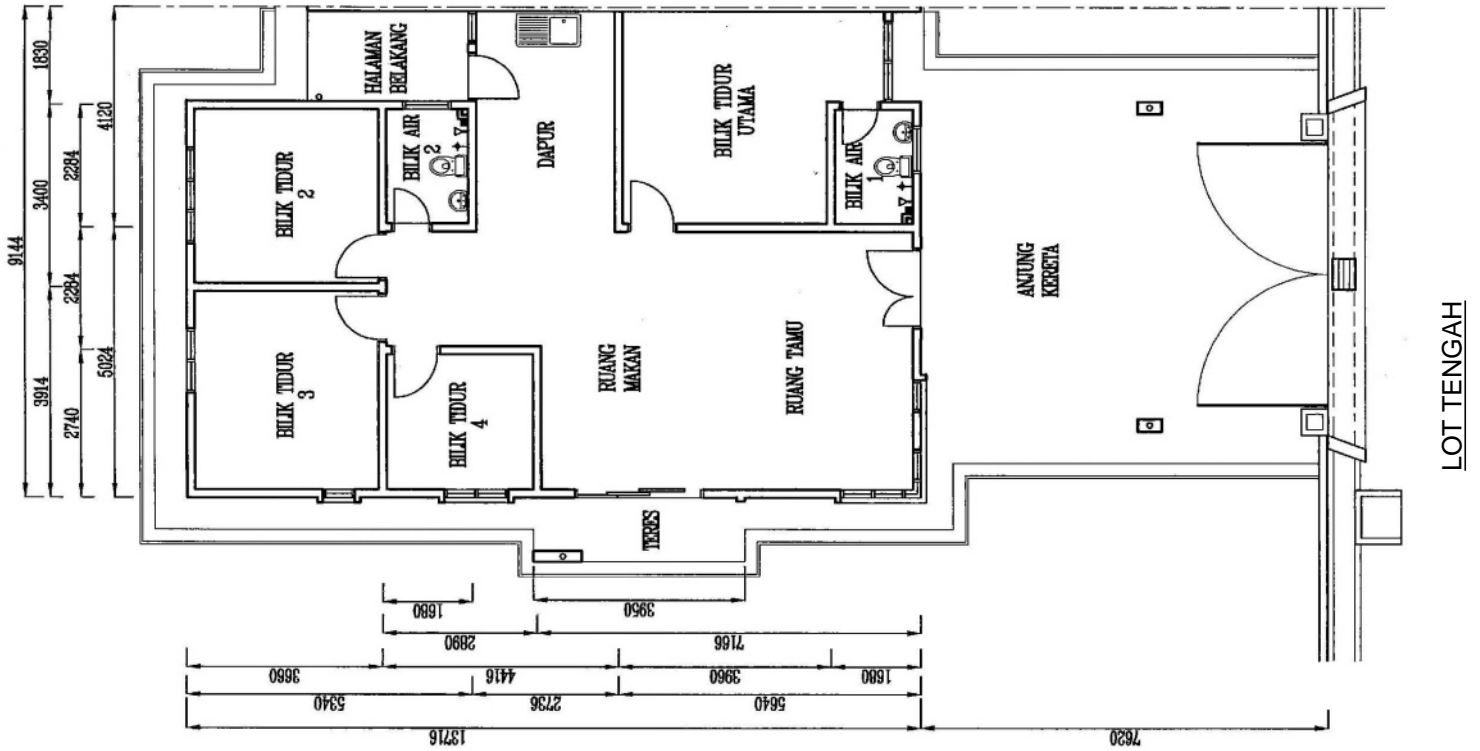 9144
1830
3400
3914
4120
2284
2284
2740
5024
HALAMAN
BELAKANG
BILIK TIDUR
2
BILIK AIR
2
DAPUR
BILIK TIDUR
UTAMA
BILIK AIR
1
BILIK TIDUR
3
BILIK TIDUR
4
RUANG
MAKAN
RUANG TAMU
ANJUNG
KERETA
TERES
LOT TENGAH
1680
3950
2890
7166
3660
4416
3960
1680
5340
2736
5640
13716
7620